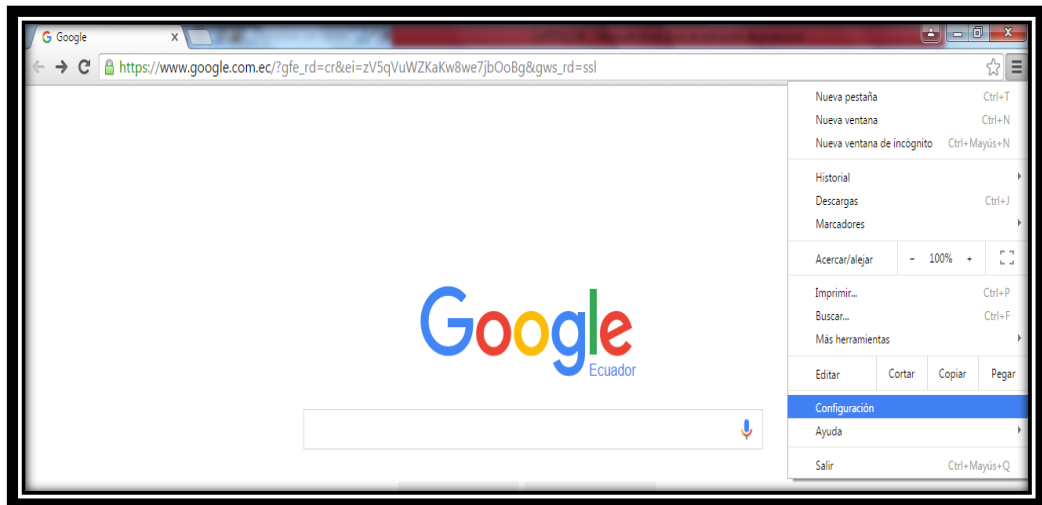 Google
https://www.google.com.ec/?gfe_rd=cr&ei=zV5qVuWZKaKw8we7jbOoBg&gws_rd=ssl
Nueva pestaña Ctrl+T
Nueva ventana Ctrl+N
Nueva ventana de incógnito Ctrl+Mayús+N
Historial
Descargas Ctrl+J
Marcadores
Acercar/alejar - 100% +
Imprimir... Ctrl+P
Buscar... Ctrl+F
Más herramientas
Editar Cortar Copiar Pegar
Configuración
Ayuda
Salir Ctrl+Mayús+Q
Google
Ecuador